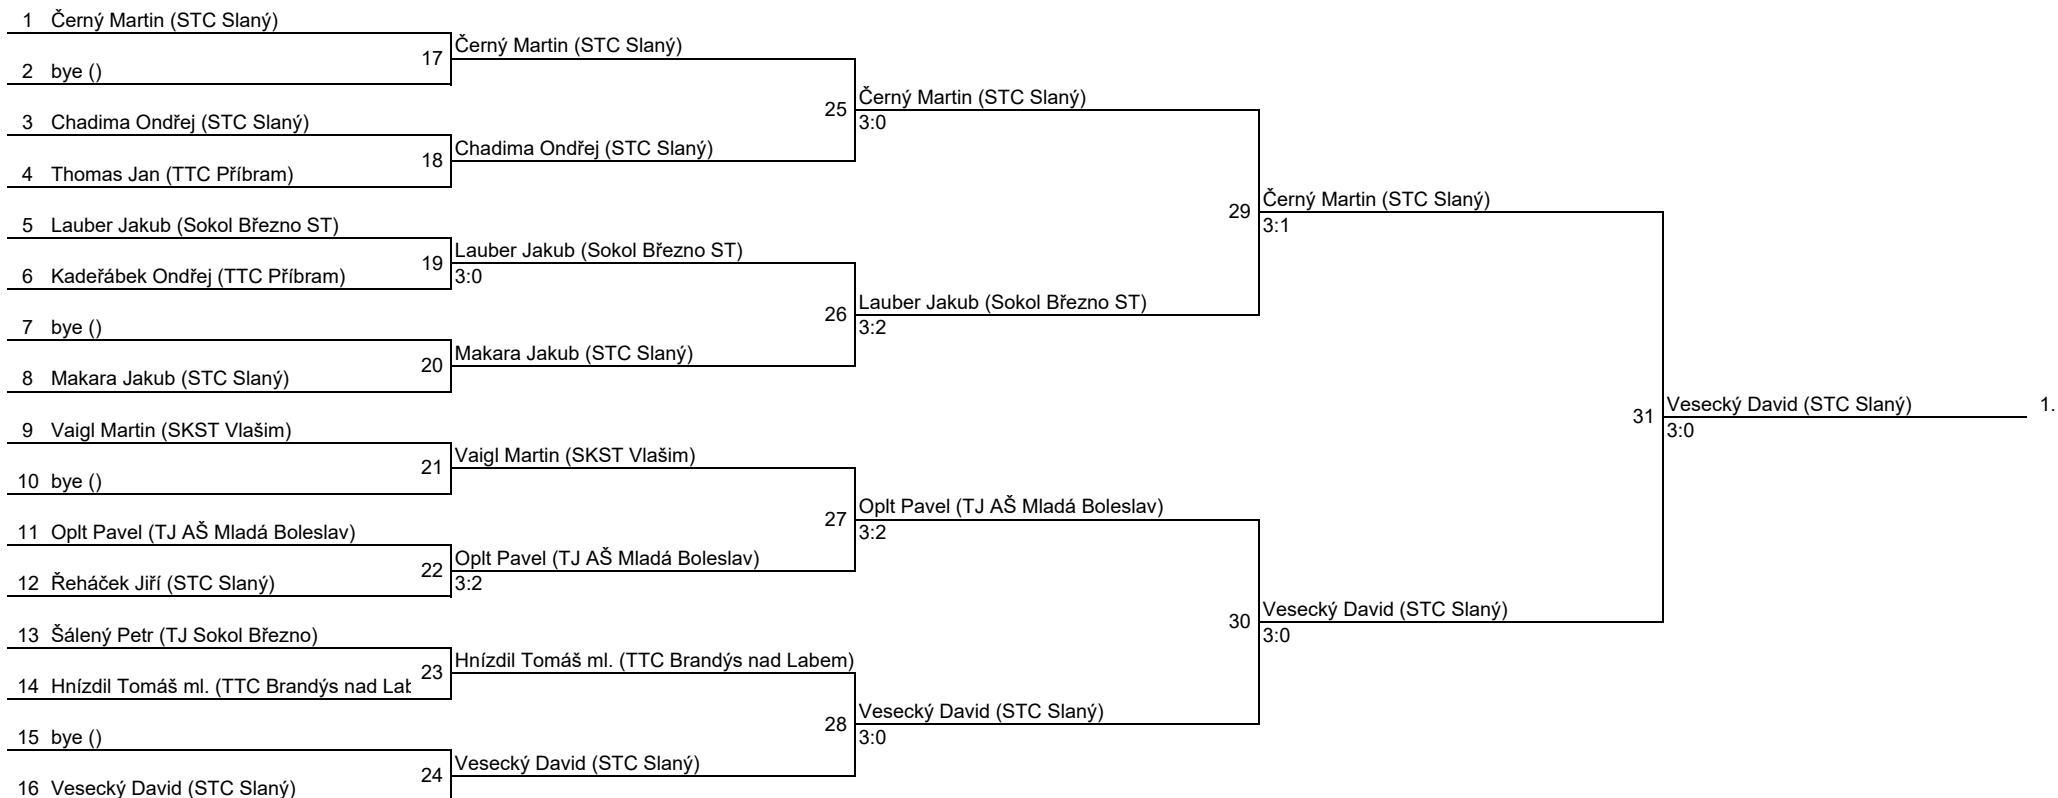 1 Černý Martin (STC Slaný)
17 Černý Martin (STC Slaný)
2 bye ()
25 Černý Martin (STC Slaný)
3:0
3 Chadima Ondřej (STC Slaný)
18 Chadima Ondřej (STC Slaný)
4 Thomas Jan (TTC Příbram)
29 Černý Martin (STC Slaný)
3:1
5 Lauber Jakub (Sokol Březno ST)
19 Lauber Jakub (Sokol Březno ST)
3:0
6 Kadeřábek Ondřej (TTC Příbram)
26 Lauber Jakub (Sokol Březno ST)
3:2
7 bye ()
20 Makara Jakub (STC Slaný)
8 Makara Jakub (STC Slaný)
31 Vesecký David (STC Slaný) 1.
3:0
9 Vaigl Martin (SKST Vlašim)
21 Vaigl Martin (SKST Vlašim)
10 bye ()
27 Oplt Pavel (TJ AŠ Mladá Boleslav)
3:2
11 Oplt Pavel (TJ AŠ Mladá Boleslav)
22 Oplt Pavel (TJ AŠ Mladá Boleslav)
3:2
12 Řeháček Jiří (STC Slaný)
30 Vesecký David (STC Slaný)
3:0
13 Šálený Petr (TJ Sokol Březno)
23 Hnízdil Tomáš ml. (TTC Brandýs nad Labem)
14 Hnízdil Tomáš ml. (TTC Brandýs nad Lab
28 Vesecký David (STC Slaný)
3:0
15 bye ()
24 Vesecký David (STC Slaný)
16 Vesecký David (STC Slaný)